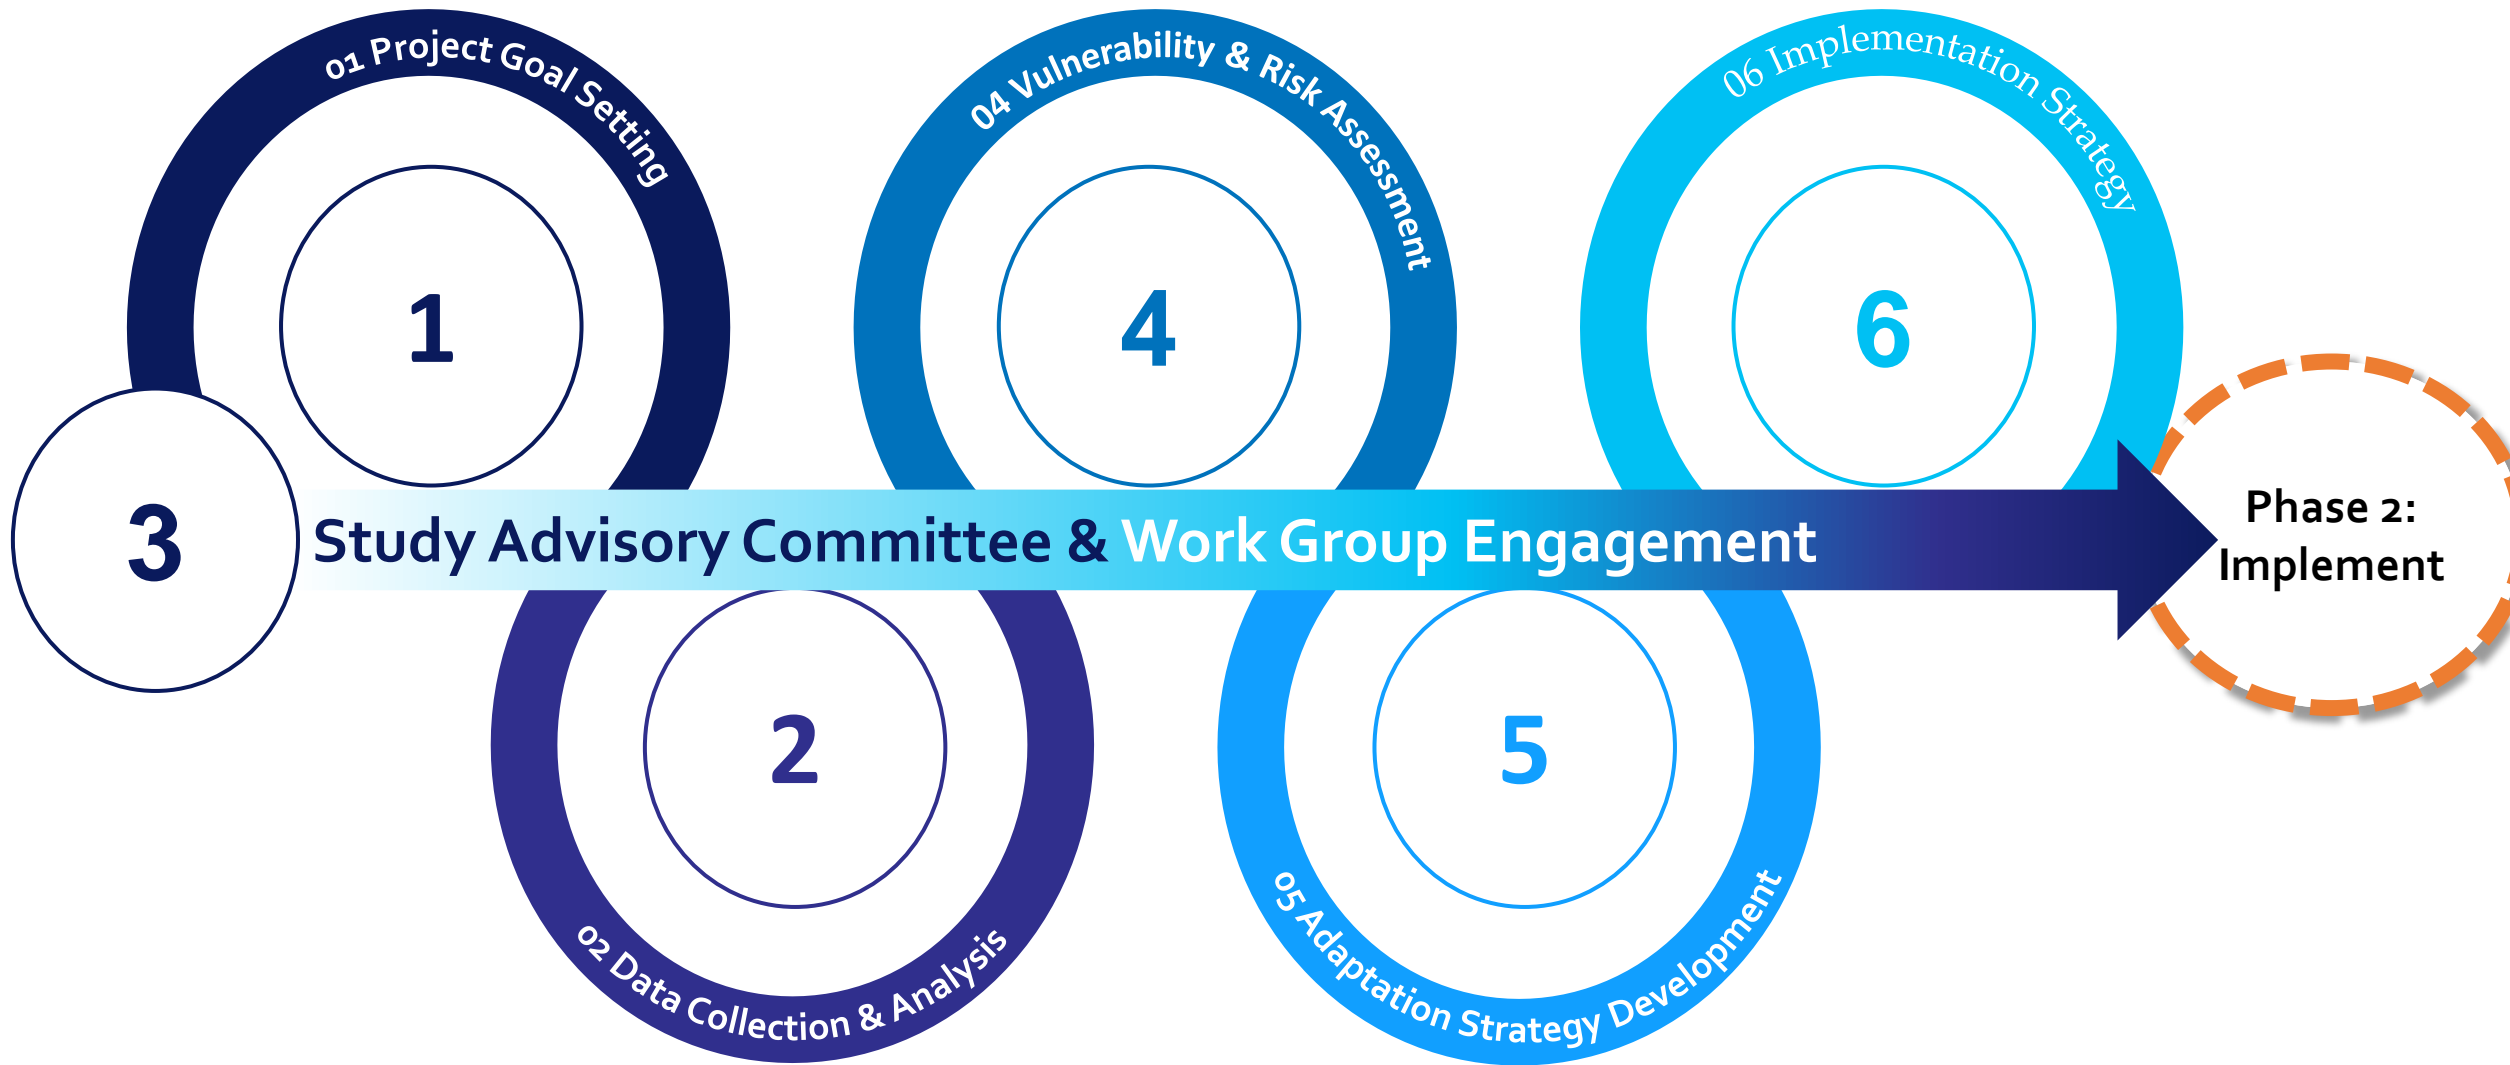 01 Project Goal Setting
1
04 Vulnerability & Risk Assessment
4
06 Implementation Strategy
6
3
Study Advisory Committee & Work Group Engagement
Phase 2:
Implement
2
02 Data Collection & Analysis
5
05 Adaptation Strategy Development